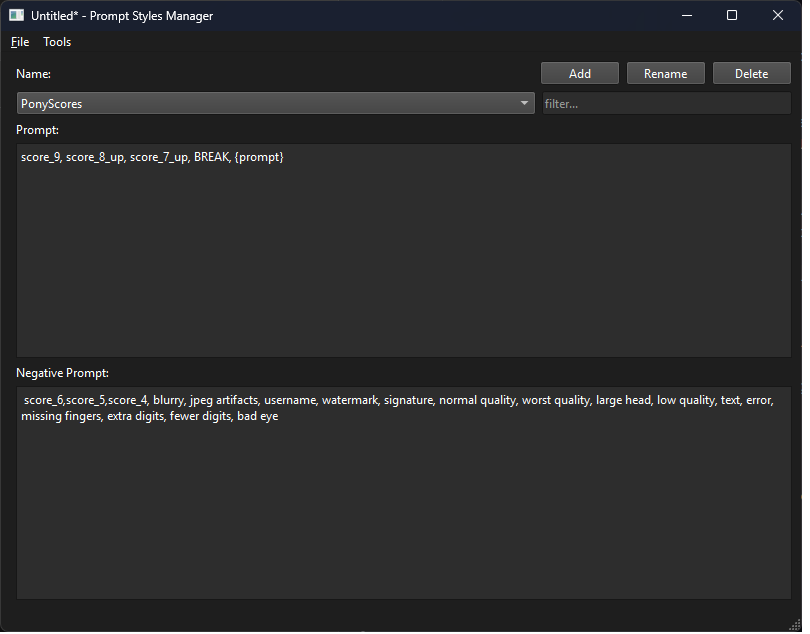 Untitled* - Prompt Styles Manager
File Tools
Name:
Add Rename Delete
PonyScores
filter...
Prompt:
score_9, score_8_up, score_7_up, BREAK, {prompt}
Negative Prompt:
score_6,score_5,score_4, blurry, jpeg artifacts, username, watermark, signature, normal quality, worst quality, large head, low quality, text, error,
missing fingers, extra digits, fewer digits, bad eye